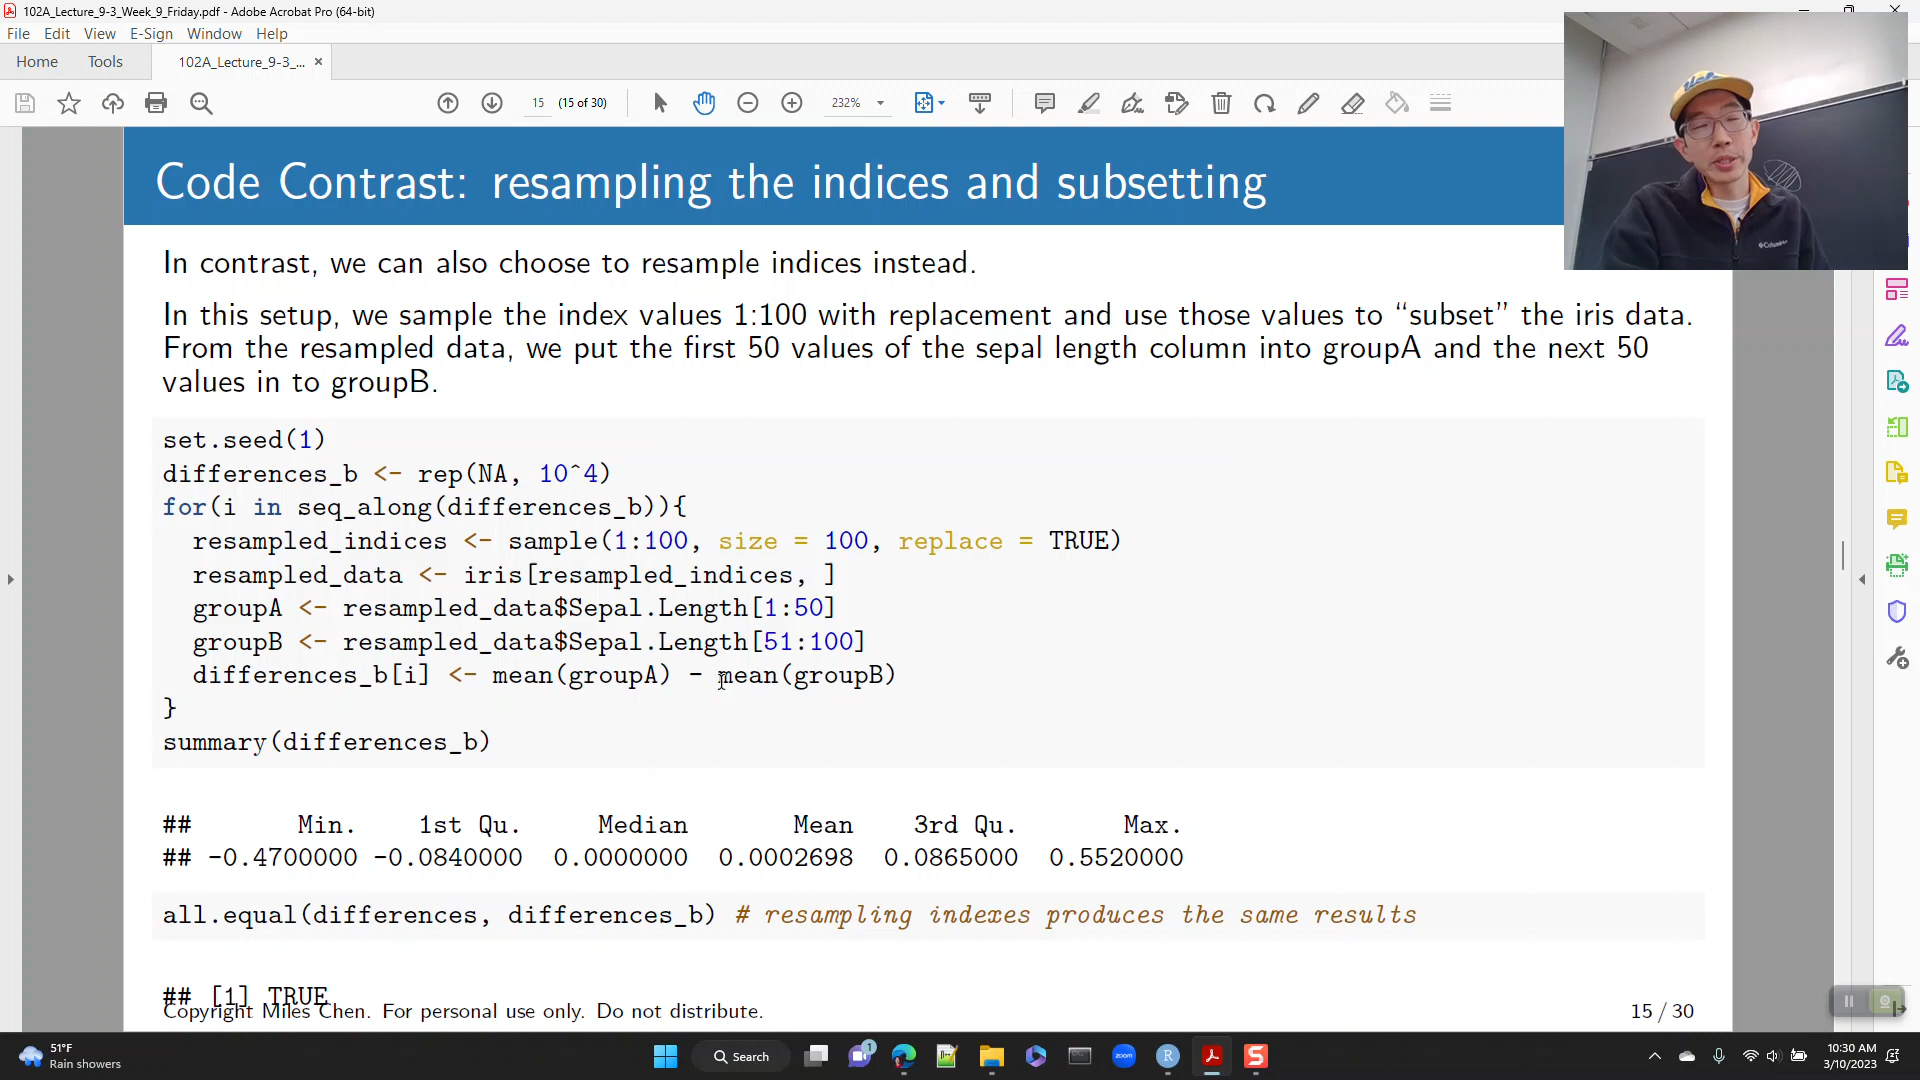 102A_Lecture_9-3_Week_9_Friday.pdf - Adobe Acrobat Pro (64-bit)
File Edit View E-Sign Window Help
Home Tools 102A_Lecture_9-3_... ×
15 (15 of 30) 232%
Code Contrast: resampling the indices and subsetting
In contrast, we can also choose to resample indices instead.
In this setup, we sample the index values 1:100 with replacement and use those values to “subset” the iris data.
From the resampled data, we put the first 50 values of the sepal length column into groupA and the next 50
values in to groupB.
set.seed(1)
differences_b <- rep(NA, 10^4)
for(i in seq_along(differences_b)){
resampled_indices <- sample(1:100, size = 100, replace = TRUE)
resampled_data <- iris[resampled_indices, ]
groupA <- resampled_data$Sepal.Length[1:50]
groupB <- resampled_data$Sepal.Length[51:100]
differences_b[i] <- mean(groupA) - mean(groupB)
}
summary(differences_b)
## Min. 1st Qu. Median Mean 3rd Qu. Max.
## -0.4700000 -0.0840000 0.0000000 0.0002698 0.0865000 0.5520000
all.equal(differences, differences_b) # resampling indexes produces the same results
## [1] TRUE
Copyright Miles Chen. For personal use only. Do not distribute. 15 / 30
Columbia
51°F
Rain showers
Search
1
zoom
R
S
10:30 AM
3/10/2023